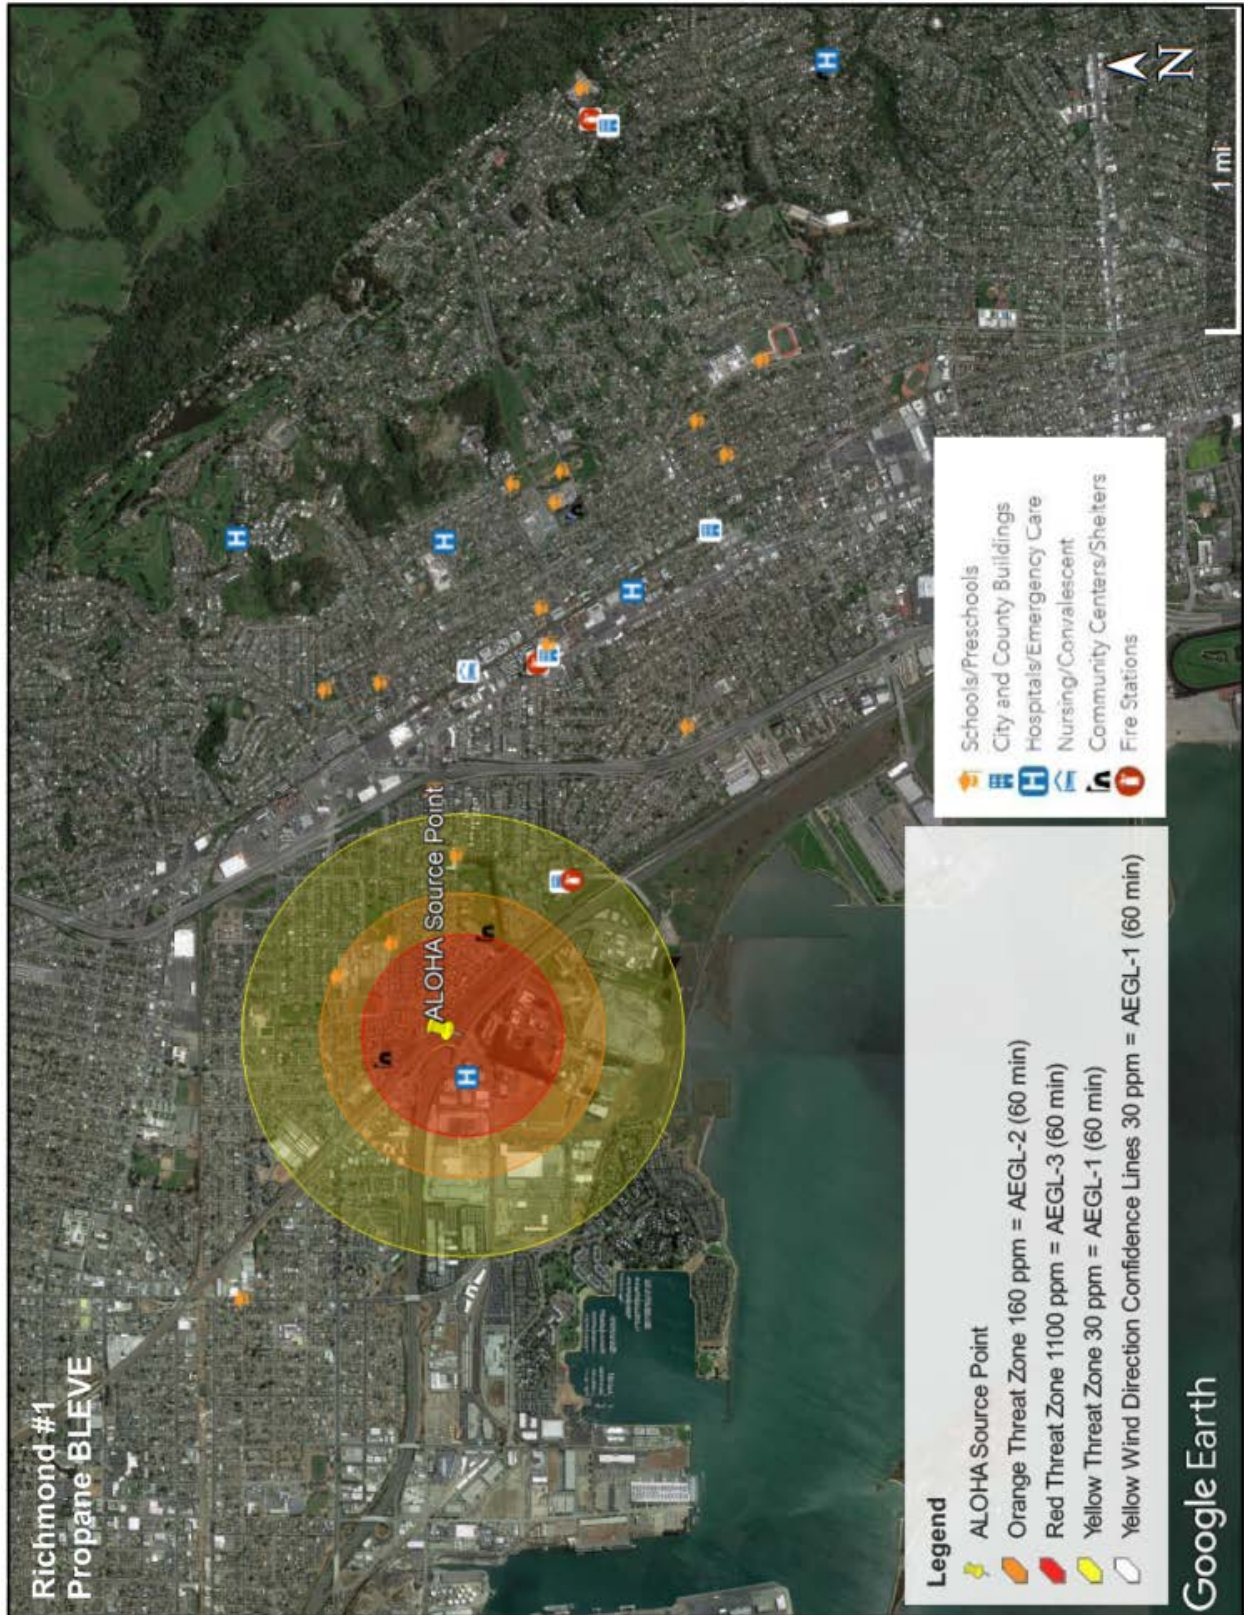 Richmond #1
Propane BLEVE
ALOHA Source Point
H
H
H
H
H
N
1 mi
Legend
ALOHA Source Point
Orange Threat Zone 160 ppm = AEGL-2 (60 min)
Red Threat Zone 1100 ppm = AEGL-3 (60 min)
Yellow Threat Zone 30 ppm = AEGL-1 (60 min)
Yellow Wind Direction Confidence Lines 30 ppm = AEGL-1 (60 min)
Schools/Preschools
City and County Buildings
H Hospitals/Emergency Care
Nursing/Convalescent
Community Centers/Shelters
Fire Stations
Google Earth